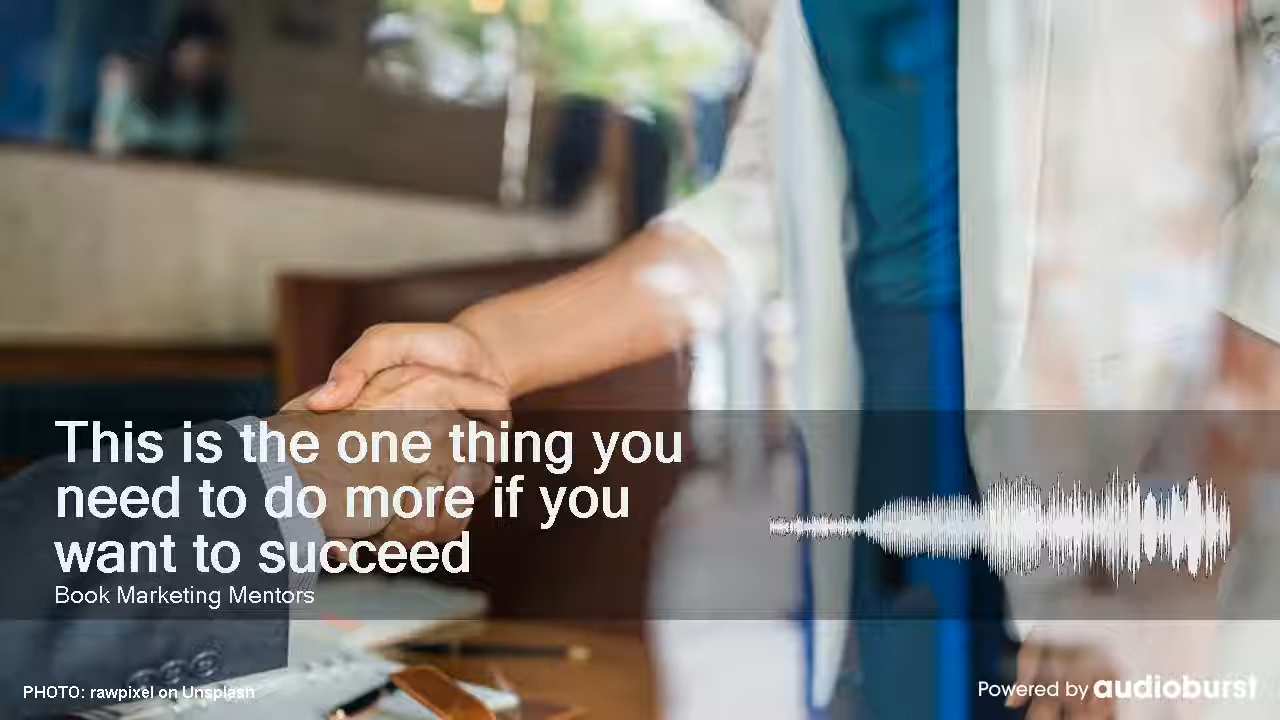 This is the one thing you
need to do more if you
want to succeed
Book Marketing Mentors
PHOTO: rawpixel on Unsplash
Powered by audioburst